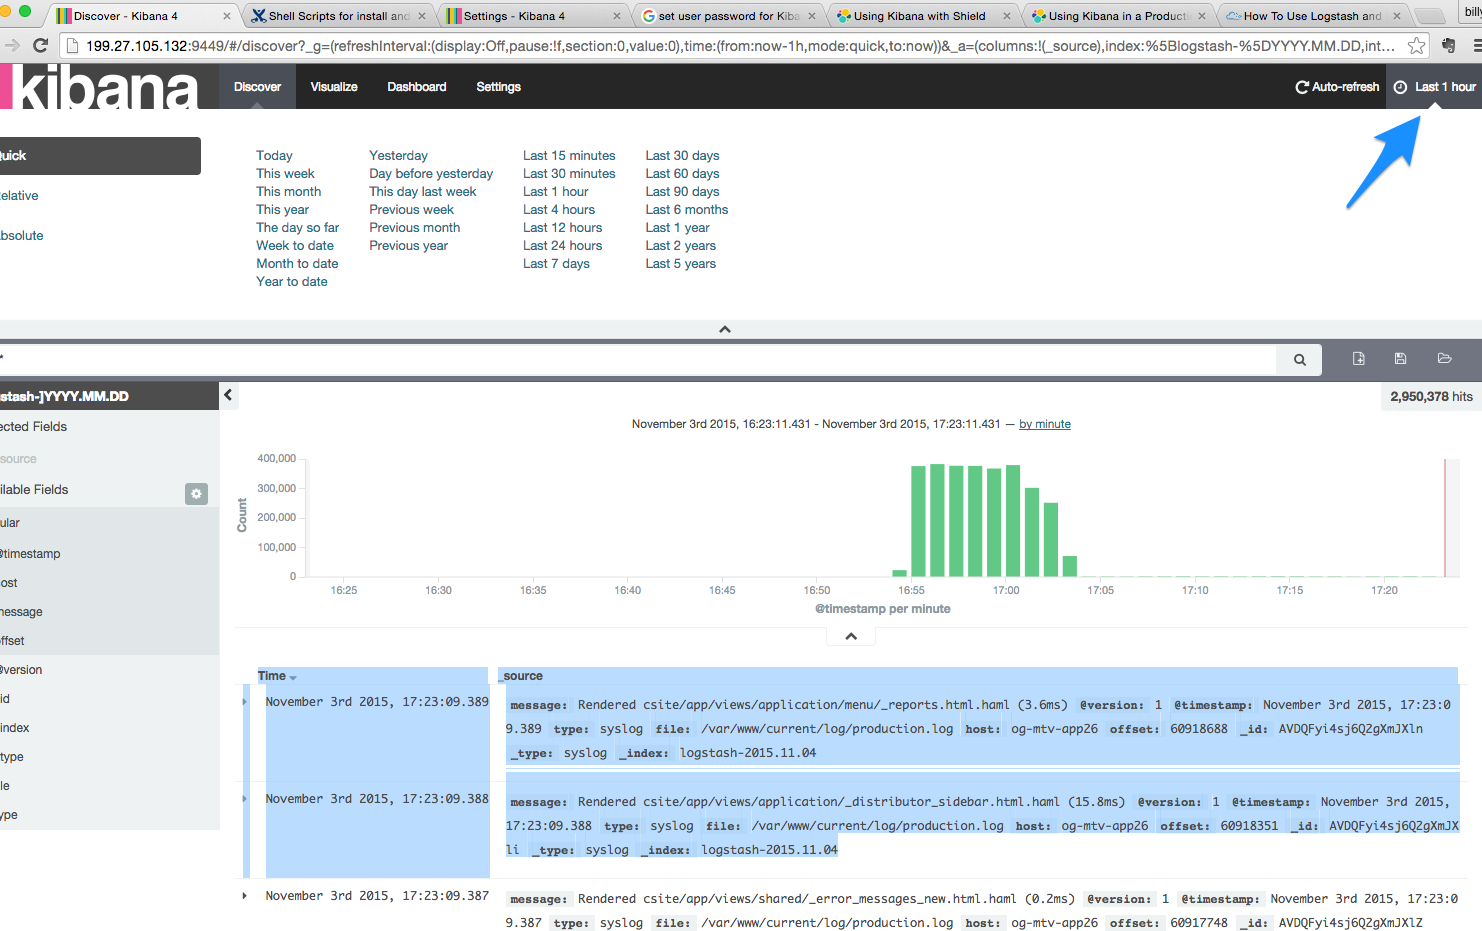 Discover - Kibana 4
Shell Scripts for install and
Settings - Kibana 4
set user password for Kiba
Using Kibana with Shield
Using Kibana in a Producti
How To Use Logstash and
billy
199.27.105.132:9449/#/discover?_g=(refreshInterval:(display:Off,pause:!f,section:0,value:0),time:(from:now-1h,mode:quick,to:now))&_a=(columns:!(_source),index:%5Blogstash-%5DYYYY.MM.DD,int...
kibana
Discover
Visualize
Dashboard
Settings
Auto-refresh
Last 1 hour
uick
elative
bsolute
Today
This week
This month
This year
The day so far
Week to date
Month to date
Year to date
Yesterday
Day before yesterday
This day last week
Previous week
Previous month
Previous year
Last 15 minutes
Last 30 minutes
Last 1 hour
Last 4 hours
Last 12 hours
Last 24 hours
Last 7 days
Last 30 days
Last 60 days
Last 90 days
Last 6 months
Last 1 year
Last 2 years
Last 5 years
*
stash-]YYYY.MM.DD
2,950,378 hits
ected Fields
source
ilable Fields
ular
@timestamp
ost
message
offset
@version
id
index
type
le
ype
November 3rd 2015, 16:23:11.431 - November 3rd 2015, 17:23:11.431 — by minute
Count
400,000
300,000
200,000
100,000
0
16:25 16:30 16:35 16:40 16:45 16:50 16:55 17:00 17:05 17:10 17:15 17:20
@timestamp per minute
Time _source
November 3rd 2015, 17:23:09.389
message: Rendered csite/app/views/application/menu/_reports.html.haml (3.6ms) @version: 1 @timestamp: November 3rd 2015, 17:23:0
9.389 type: syslog file: /var/www/current/log/production.log host: og-mtv-app26 offset: 60918688 _id: AVDQFyi4sj6Q2gXmJXln
_type: syslog _index: logstash-2015.11.04
November 3rd 2015, 17:23:09.388
message: Rendered csite/app/views/application/_distributor_sidebar.html.haml (15.8ms) @version: 1 @timestamp: November 3rd 2015,
17:23:09.388 type: syslog file: /var/www/current/log/production.log host: og-mtv-app26 offset: 60918351 _id: AVDQFyi4sj6Q2gXmJX
li _type: syslog _index: logstash-2015.11.04
November 3rd 2015, 17:23:09.387
message: Rendered csite/app/views/shared/_error_messages_new.html.haml (0.2ms) @version: 1 @timestamp: November 3rd 2015, 17:23:0
9.387 type: syslog file: /var/www/current/log/production.log host: og-mtv-app26 offset: 60917748 _id: AVDQFyi4sj6Q2gXmJXlZ